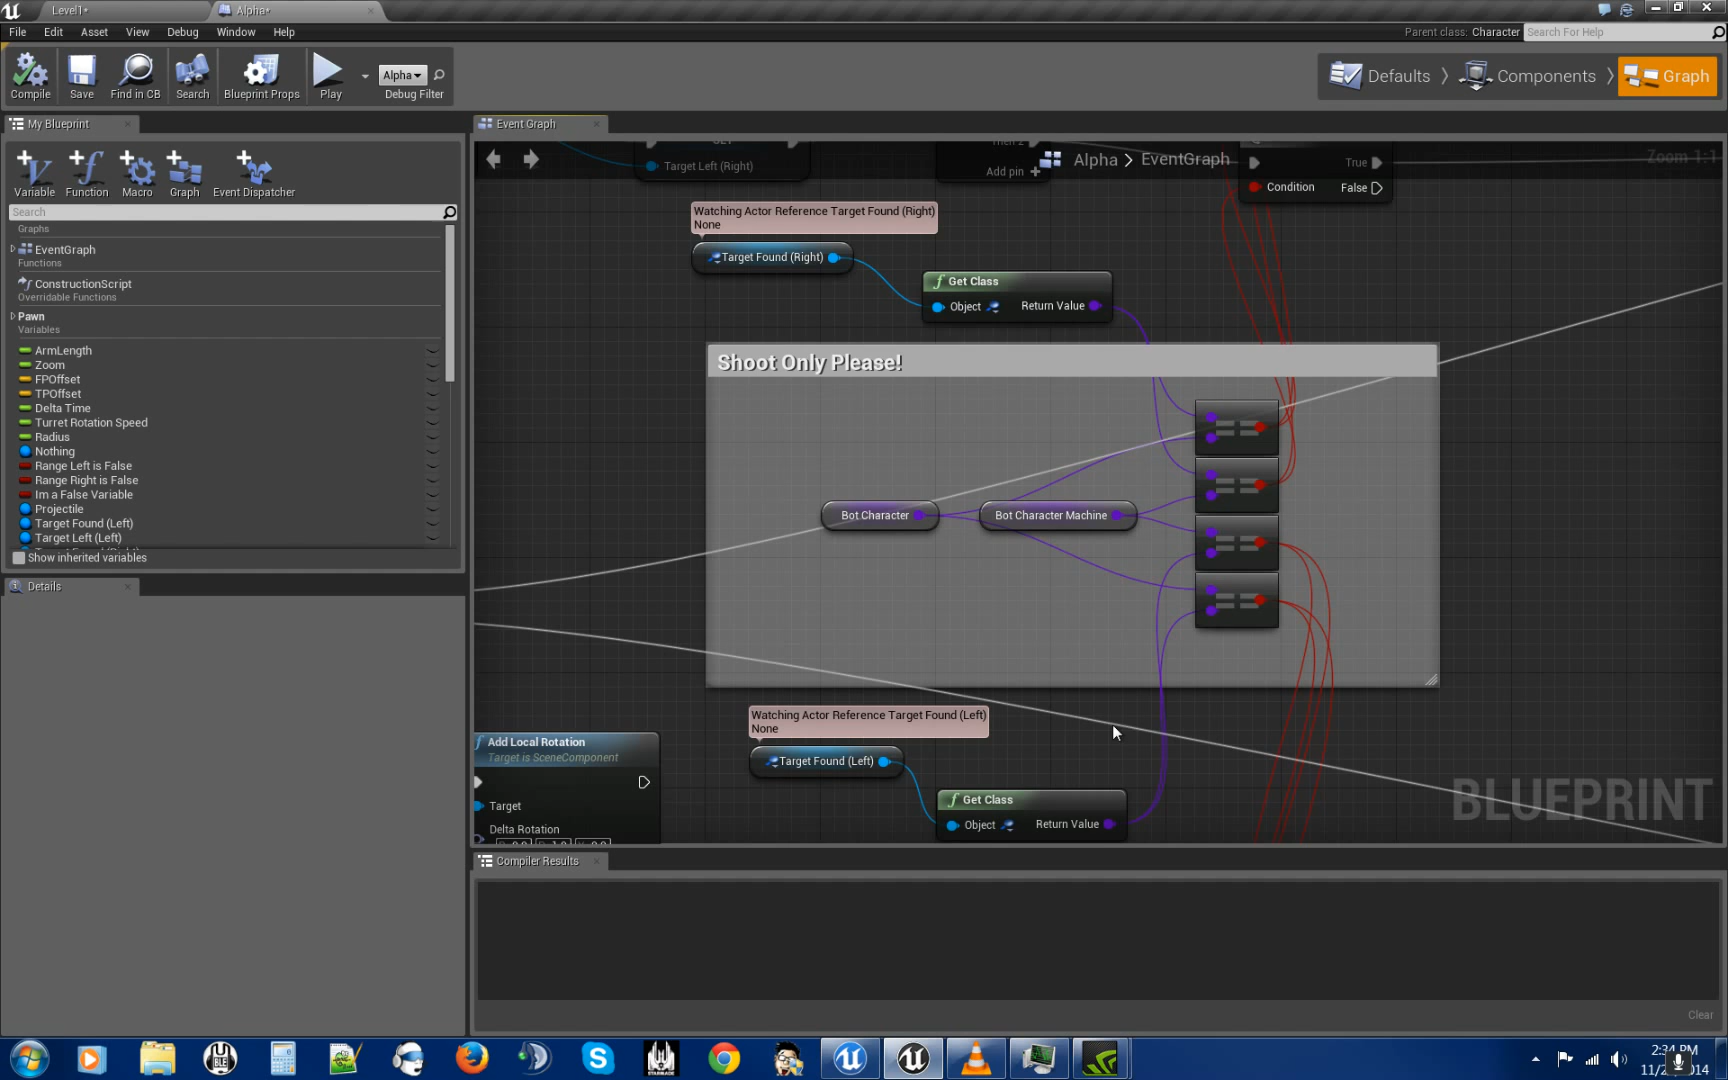 Level1*
Alpha*
File Edit Asset View Debug Window Help
Parent class: Character
Search For Help
Compile Save Find in CB Search Blueprint Props Play
Alpha
Debug Filter
Defaults Components Graph
My Blueprint
Variable Function Macro Graph Event Dispatcher
Search
Graphs
EventGraph
Functions
ConstructionScript
Overridable Functions
Pawn
Variables
ArmLength
Zoom
FPOffset
TPOffset
Delta Time
Turret Rotation Speed
Radius
Nothing
Range Left is False
Range Right is False
Im a False Variable
Projectile
Target Found (Left)
Target Left (Left)
Show inherited variables
Details
Event Graph
Alpha > EventGraph
Zoom 1:1
Target Left (Right)
Then 2
Add pin +
True
Condition False
Watching Actor Reference Target Found (Right)
None
Target Found (Right)
f Get Class
Object Return Value
Shoot Only Please!
==
==
Bot Character Bot Character Machine
==
==
Watching Actor Reference Target Found (Left)
None
Target Found (Left)
f Get Class
Object Return Value
f Add Local Rotation
Target is SceneComponent
Target
Delta Rotation
BLUEPRINT
Compiler Results
Clear
2:34 PM